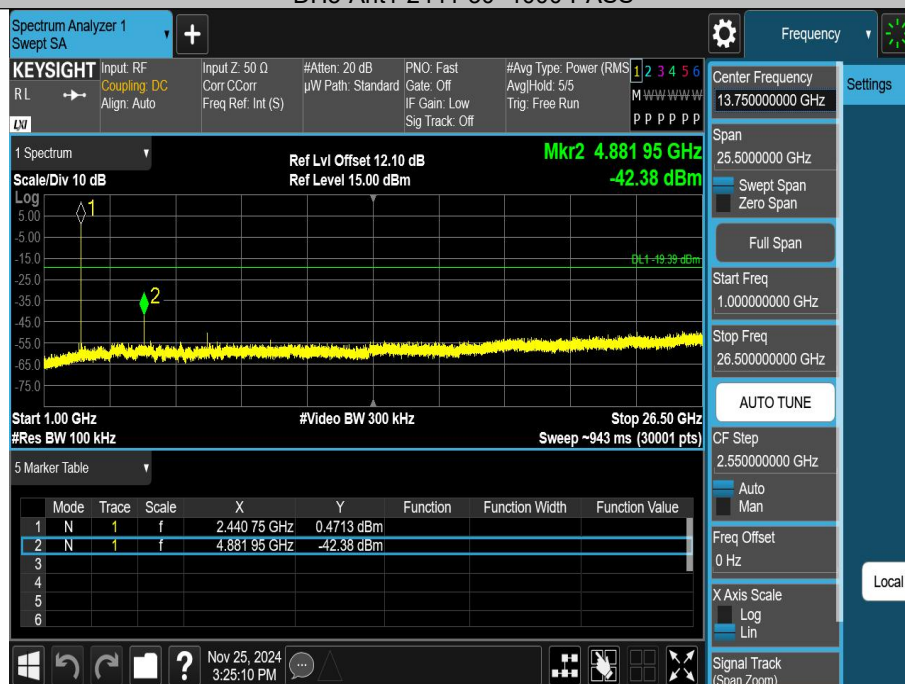 Spectrum Analyzer 1
Swept SA
+
Frequency
KEYSIGHT
RL
LXI
Input: RF
Coupling: DC
Align: Auto
Input Z: 50 Ω
Corr CCorr
Freq Ref: Int (S)
#Atten: 20 dB
µW Path: Standard
PNO: Fast
Gate: Off
IF Gain: Low
Sig Track: Off
#Avg Type: Power (RMS
Avg|Hold: 5/5
Trig: Free Run
1 2 3 4 5 6
M W W W W W
P P P P P P
1 Spectrum
Scale/Div 10 dB
Ref Lvl Offset 12.10 dB
Ref Level 15.00 dBm
Mkr2 4.881 95 GHz
-42.38 dBm
Log
5.00
-5.00
-15.0
-25.0
-35.0
-45.0
-55.0
-65.0
-75.0
1
2
DL1 -19.39 dBm
Start 1.00 GHz
#Video BW 300 kHz
Stop 26.50 GHz
#Res BW 100 kHz
Sweep ~943 ms (30001 pts)
5 Marker Table
Mode Trace Scale X Y Function Function Width Function Value
1 N 1 f 2.440 75 GHz 0.4713 dBm
2 N 1 f 4.881 95 GHz -42.38 dBm
3
4
5
6
?
Nov 25, 2024
3:25:10 PM
Center Frequency
13.750000000 GHz
Settings
Span
25.5000000 GHz
Swept Span
Zero Span
Full Span
Start Freq
1.000000000 GHz
Stop Freq
26.500000000 GHz
AUTO TUNE
CF Step
2.550000000 GHz
Auto
Man
Freq Offset
0 Hz
Local
X Axis Scale
Log
Lin
Signal Track
(Span Zoom)